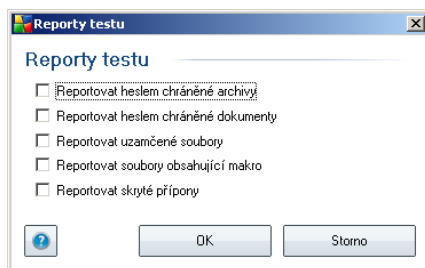 Reporty testu
Reporty testu
Reportovat heslem chráněné archivy
Reportovat heslem chráněné dokumenty
Reportovat uzamčené soubory
Reportovat soubory obsahující makro
Reportovat skryté přípony
OK
Storno